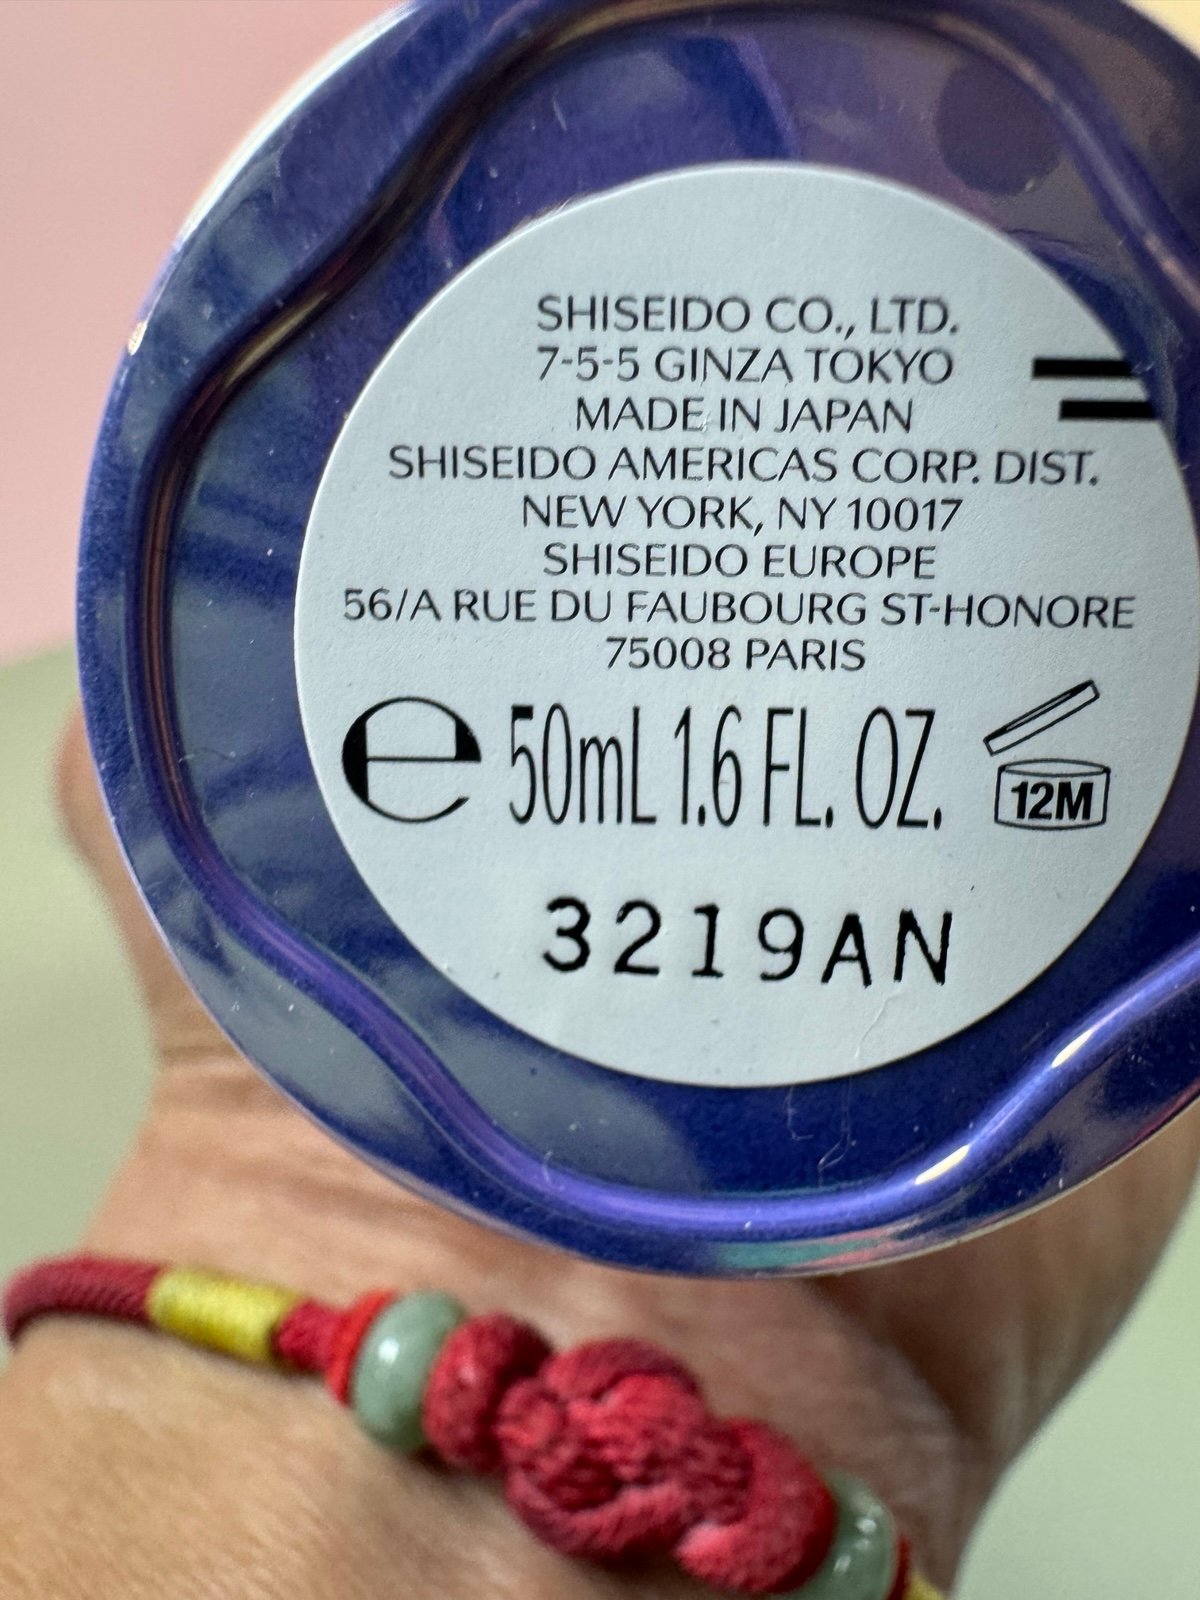 SHISEIDO CO., LTD.
7-5-5 GINZA TOKYO
MADE IN JAPAN
SHISEIDO AMERICAS CORP. DIST.
NEW YORK, NY 10017
SHISEIDO EUROPE
56/A RUE DU FAUBOURG ST-HONORE
75008 PARIS
e 50mL 1.6 FL. OZ. 12M
3219AN